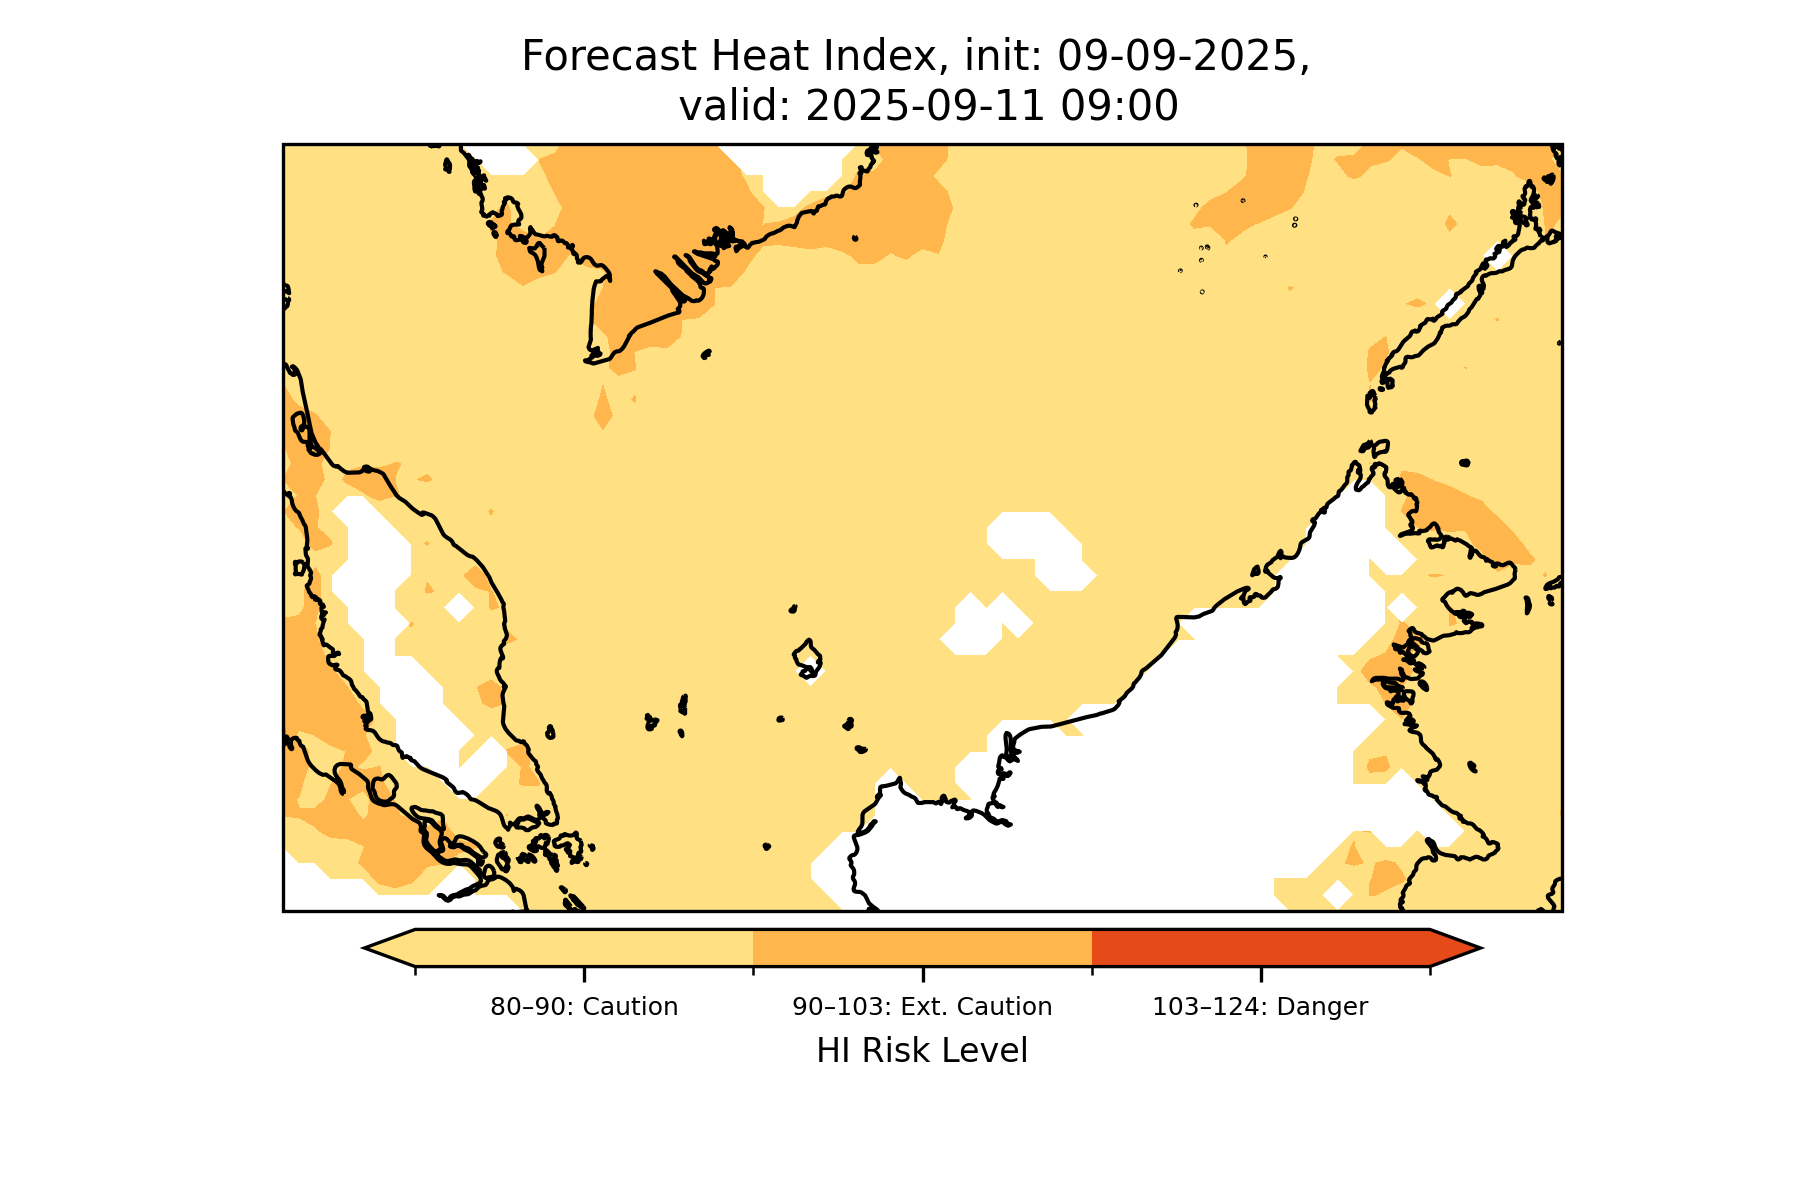 Forecast Heat Index, init: 09-09-2025,
valid: 2025-09-11 09:00
80–90: Caution
90–103: Ext. Caution
103–124: Danger
HI Risk Level